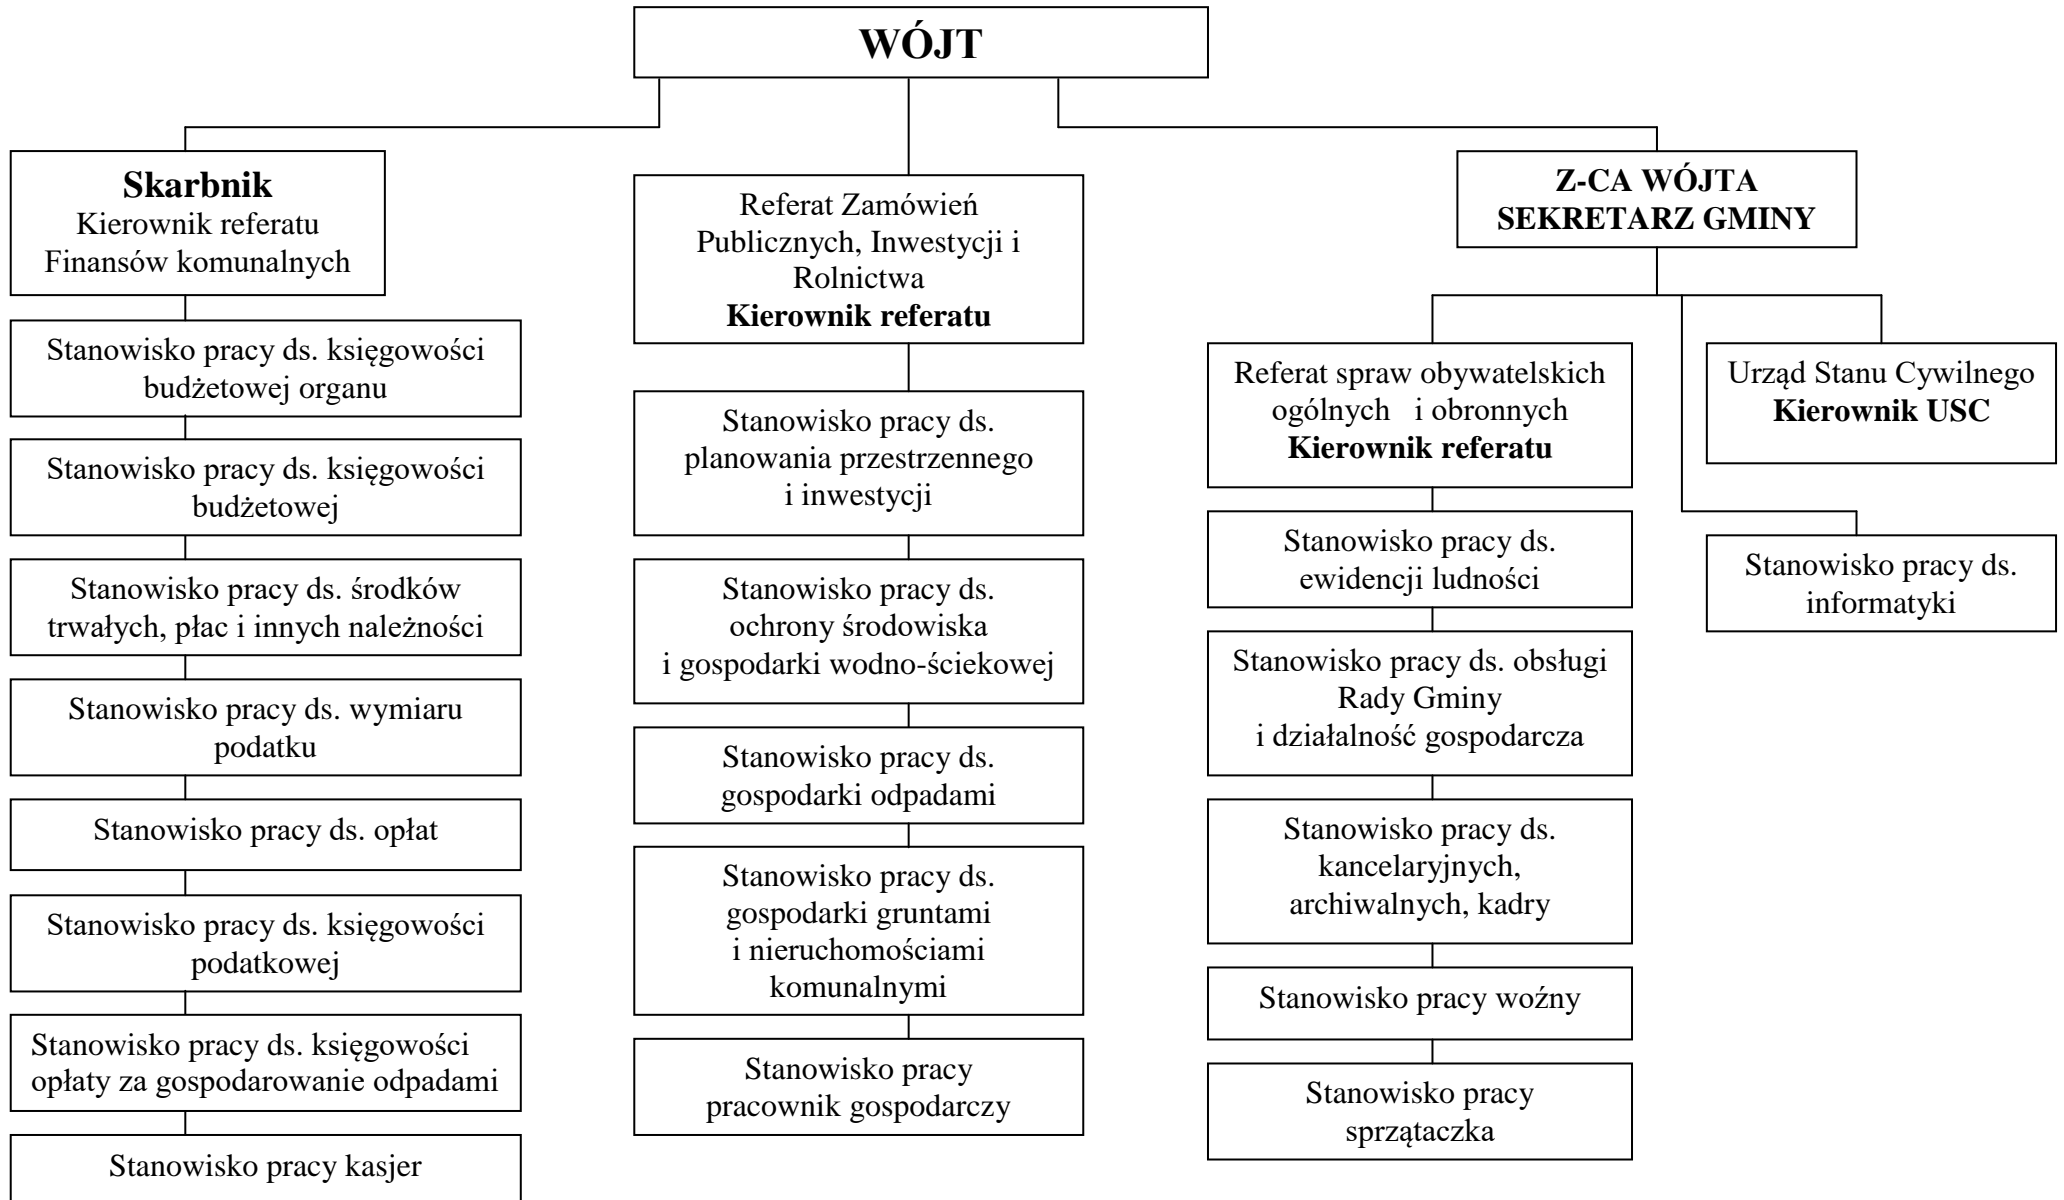 WÓJT
Skarbnik
Kierownik referatu
Finansów komunalnych
Stanowisko pracy ds. księgowości
budżetowej organu
Stanowisko pracy ds. księgowości
budżetowej
Stanowisko pracy ds. środków
trwałych, płac i innych należności
Stanowisko pracy ds. wymiaru
podatku
Stanowisko pracy ds. opłat
Stanowisko pracy ds. księgowości
podatkowej
Stanowisko pracy ds. księgowości
opłaty za gospodarowanie odpadami
Stanowisko pracy kasjer
Referat Zamówień
Publicznych, Inwestycji i
Rolnictwa
Kierownik referatu
Stanowisko pracy ds.
planowania przestrzennego
i inwestycji
Stanowisko pracy ds.
ochrony środowiska
i gospodarki wodno-ściekowej
Stanowisko pracy ds.
gospodarki odpadami
Stanowisko pracy ds.
gospodarki gruntami
i nieruchomościami
komunalnymi
Stanowisko pracy
pracownik gospodarczy
Z-CA WÓJTA
SEKRETARZ GMINY
Referat spraw obywatelskich
ogólnych i obronnych
Kierownik referatu
Stanowisko pracy ds.
ewidencji ludności
Stanowisko pracy ds. obsługi
Rady Gminy
i działalność gospodarcza
Stanowisko pracy ds.
kancelaryjnych,
archiwalnych, kadry
Stanowisko pracy woźny
Stanowisko pracy
sprzątaczka
Urząd Stanu Cywilnego
Kierownik USC
Stanowisko pracy ds.
informatyki